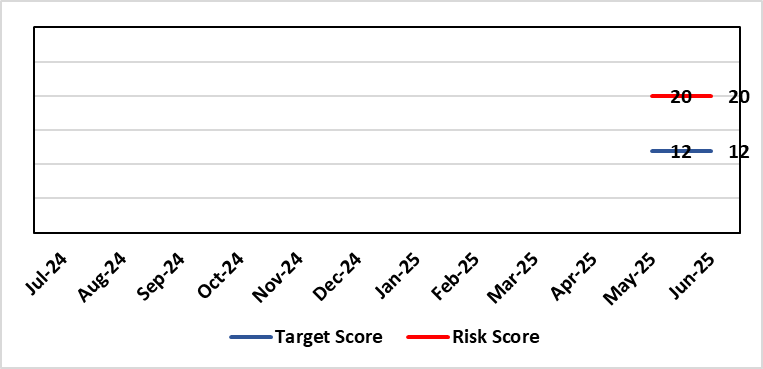 20 20
12 12
Jul-24 Aug-24 Sep-24 Oct-24 Nov-24 Dec-24 Jan-25 Feb-25 Mar-25 Apr-25 May-25 Jun-25
Target Score Risk Score